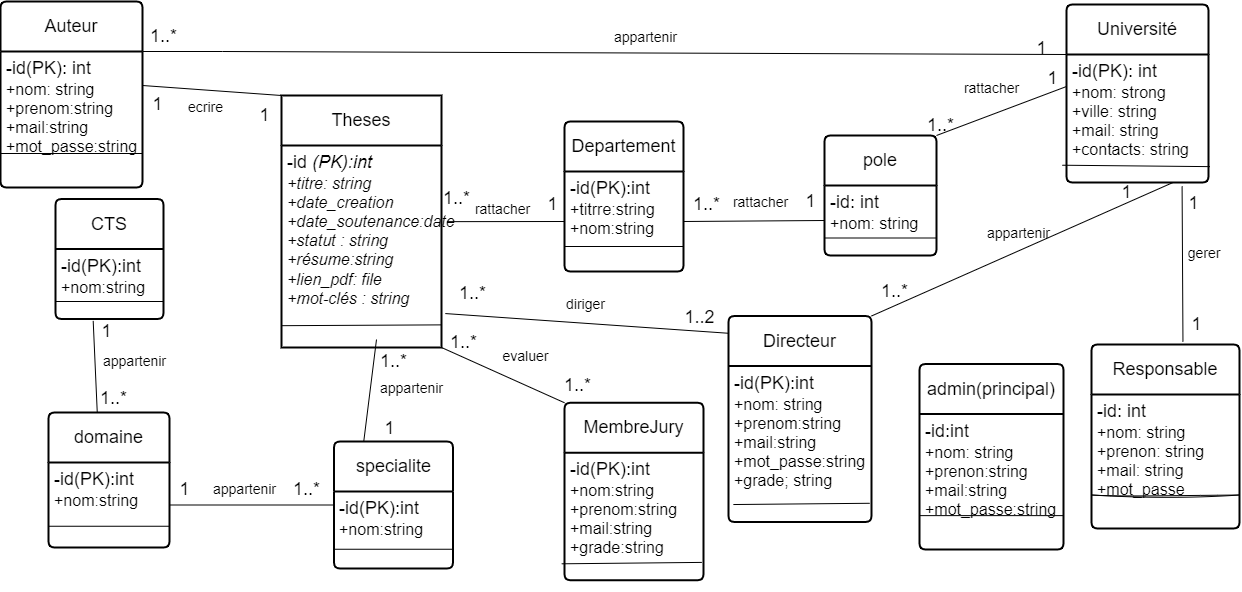 Auteur
-id(PK): int
+nom: string
+prenom:string
+mail:string
+mot_passe:string
1..*
appartenir
1
Université
-id(PK): int
+nom: strong
+ville: string
+mail: string
+contacts: string
1
ecrire
1
Theses
-id (PK):int
+titre: string
+date_creation
+date_soutenance:date
+statut : string
+résume:string
+lien_pdf: file
+mot-clés : string
1..*
rattacher
1
Departement
-id(PK):int
+titrre:string
+nom:string
1..*
rattacher
1
pole
-id: int
+nom: string
1..*
rattacher
1
CTS
-id(PK):int
+nom:string
1
appartenir
1..*
domaine
-id(PK):int
+nom:string
1
appartenir
1..*
specialite
-id(PK):int
+nom:string
1..*
appartenir
1
1..*
evaluer
1..*
MembreJury
-id(PK):int
+nom:string
+prenom:string
+mail:string
+grade:string
1..*
diriger
1..2
Directeur
-id(PK):int
+nom: string
+prenom:string
+mail:string
+mot_passe:string
+grade; string
1..*
appartenir
1
admin(principal)
-id:int
+nom: string
+prenon:string
+mail:string
+mot_passe:string
1
gerer
1
Responsable
-id: int
+nom: string
+prenon: string
+mail: string
+mot_passe